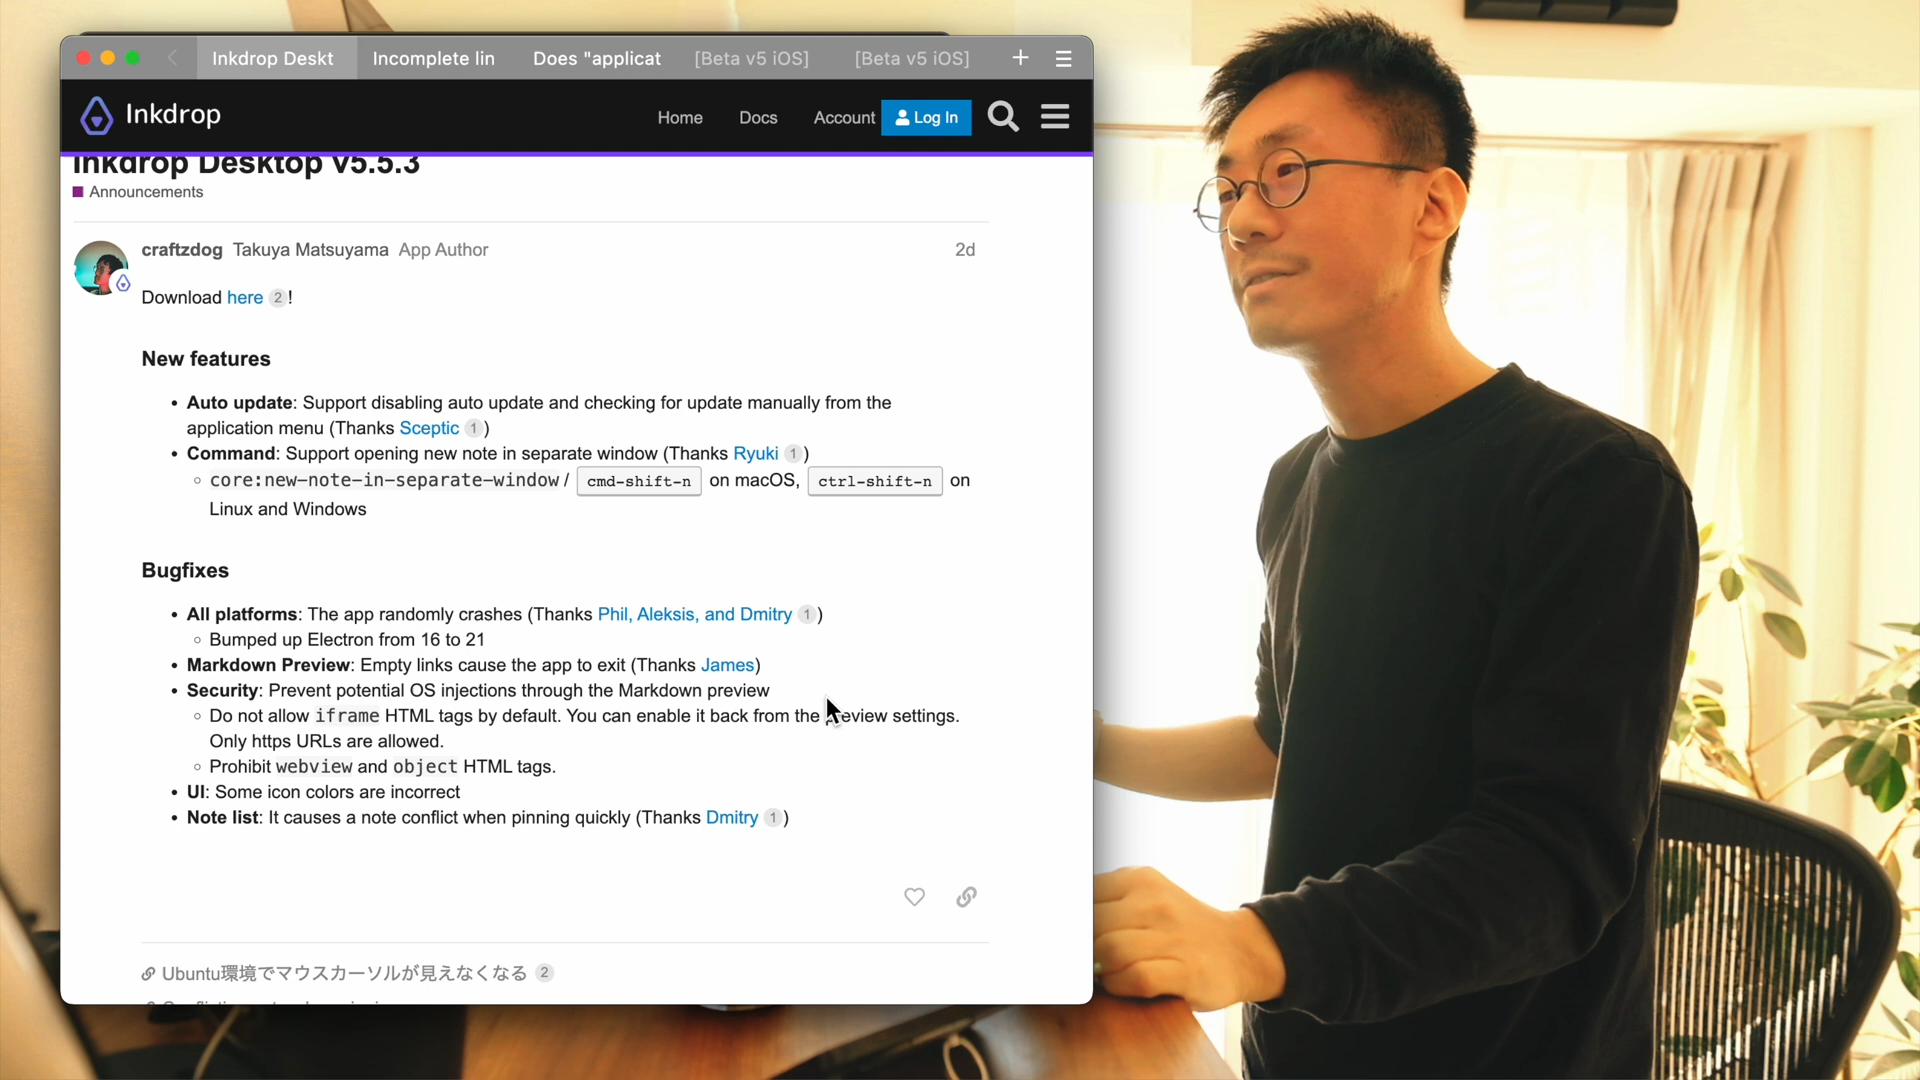 Inkdrop Deskt
Incomplete lin
Does "applicat
[Beta v5 iOS]
[Beta v5 iOS]
Inkdrop
Home
Docs
Account
Log In
Inkdrop Desktop v5.5.3
Announcements
craftzdog Takuya Matsuyama App Author
2d
Download here 2 !
New features
• Auto update: Support disabling auto update and checking for update manually from the
application menu (Thanks Sceptic 1 )
• Command: Support opening new note in separate window (Thanks Ryuki 1 )
◦ core:new-note-in-separate-window / cmd-shift-n on macOS, ctrl-shift-n on
Linux and Windows
Bugfixes
• All platforms: The app randomly crashes (Thanks Phil, Aleksis, and Dmitry 1 )
◦ Bumped up Electron from 16 to 21
• Markdown Preview: Empty links cause the app to exit (Thanks James)
• Security: Prevent potential OS injections through the Markdown preview
◦ Do not allow iframe HTML tags by default. You can enable it back from the preview settings.
Only https URLs are allowed.
◦ Prohibit webview and object HTML tags.
• UI: Some icon colors are incorrect
• Note list: It causes a note conflict when pinning quickly (Thanks Dmitry 1 )
Ubuntu環境でマウスカーソルが見えなくなる 2